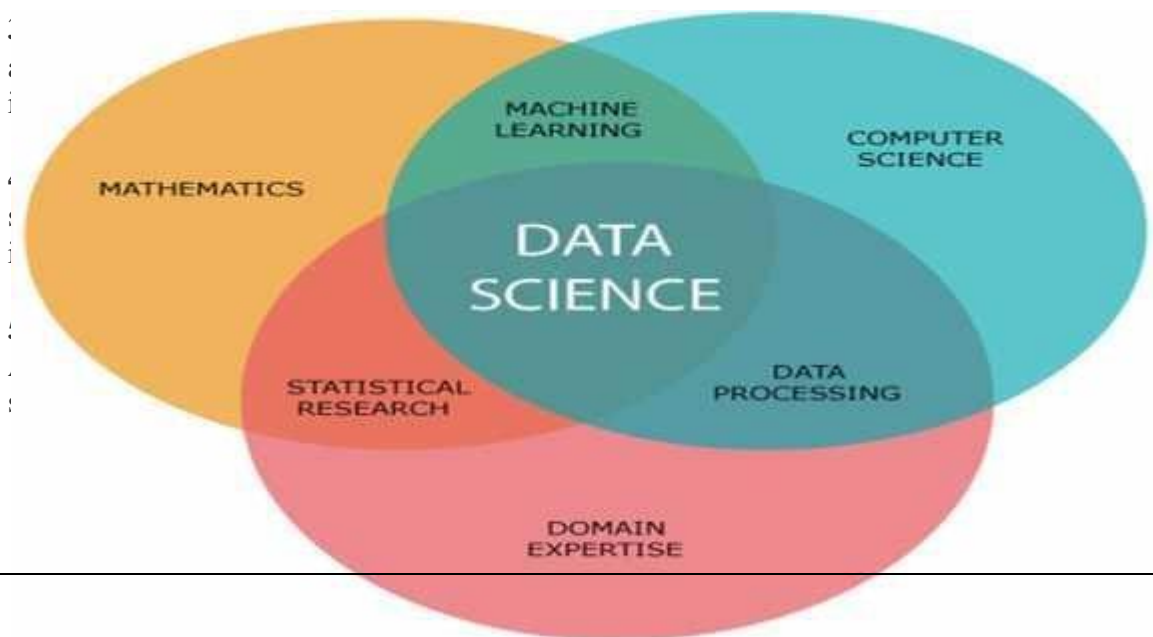 MACHINE
LEARNING
COMPUTER
SCIENCE
MATHEMATICS
DATA
SCIENCE
DATA
PROCESSING
STATISTICAL
RESEARCH
DOMAIN
EXPERTISE